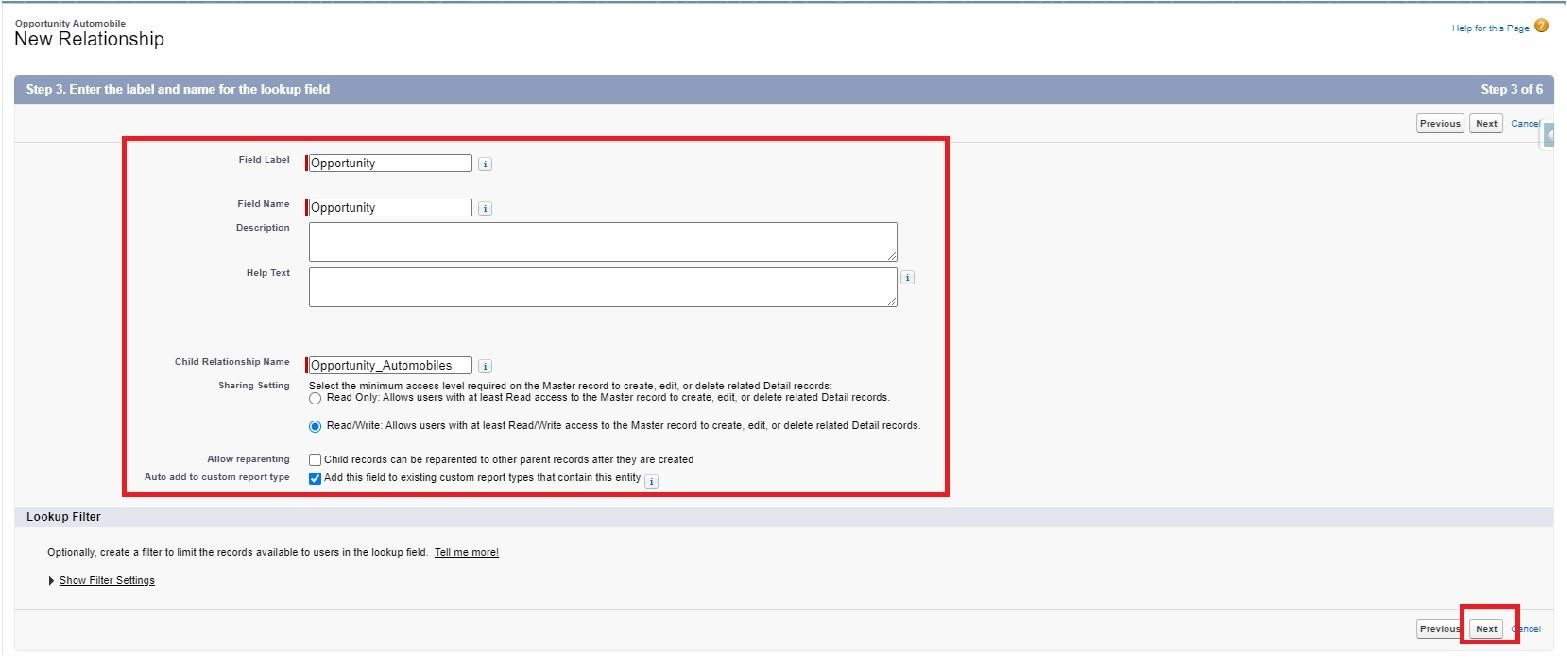 Opportunity Automobile
New Relationship
Help for this Page
Step 3. Enter the label and name for the lookup field
Step 3 of 6
Previous Next Cancel
Field Label Opportunity
Field Name Opportunity
Description
Help Text
Child Relationship Name Opportunity_Automobiles
Sharing Setting Select the minimum access level required on the Master record to create, edit, or delete related Detail records:
Read Only: Allows users with at least Read access to the Master record to create, edit, or delete related Detail records.
Read/Write: Allows users with at least Read/Write access to the Master record to create, edit, or delete related Detail records.
Allow reparenting Child records can be reparented to other parent records after they are created
Auto add to custom report type Add this field to existing custom report types that contain this entity
Lookup Filter
Optionally, create a filter to limit the records available to users in the lookup field. Tell me more!
Show Filter Settings
Previous Next Cancel